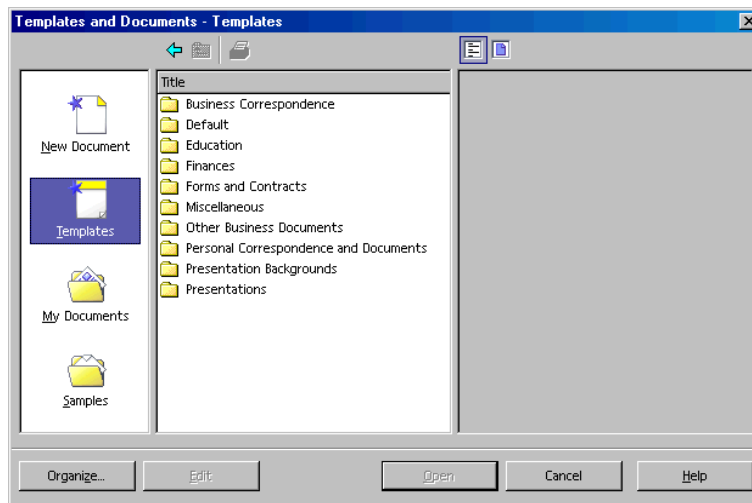 Templates and Documents - Templates
Title
New Document
Templates
My Documents
Samples
Business Correspondence
Default
Education
Finances
Forms and Contracts
Miscellaneous
Other Business Documents
Personal Correspondence and Documents
Presentation Backgrounds
Presentations
Organize...
Edit
Open
Cancel
Help